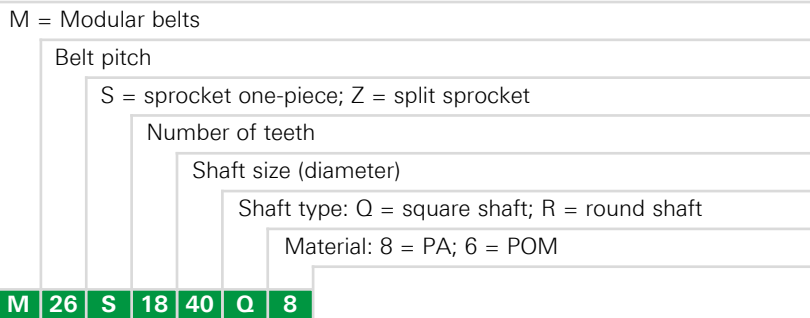 M = Modular belts
Belt pitch
S = sprocket one-piece; Z = split sprocket
Number of teeth
Shaft size (diameter)
Shaft type: Q = square shaft; R = round shaft
Material: 8 = PA; 6 = POM
M 26 S 18 40 Q 8